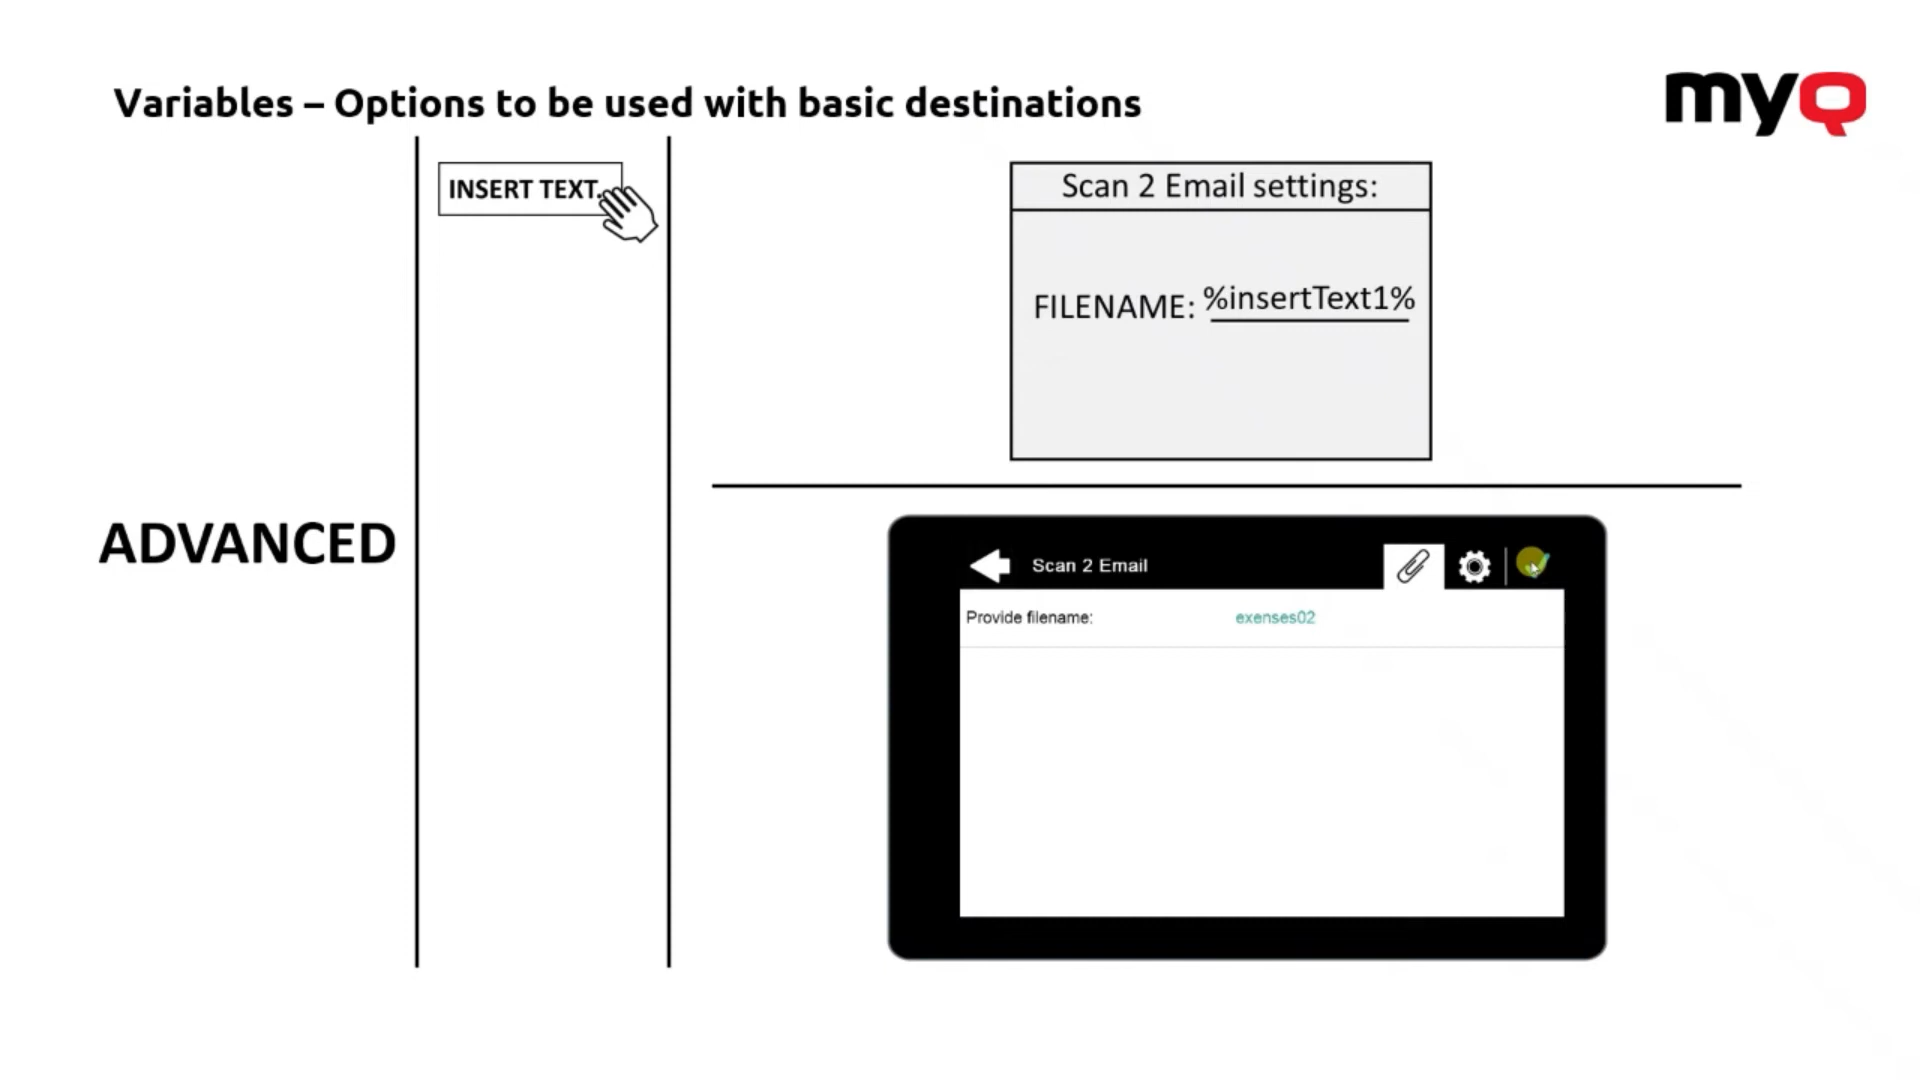 Variables – Options to be used with basic destinations
myQ
INSERT TEXT.
Scan 2 Email settings:
FILENAME: %insertText1%
ADVANCED
Scan 2 Email
Provide filename: exenses02